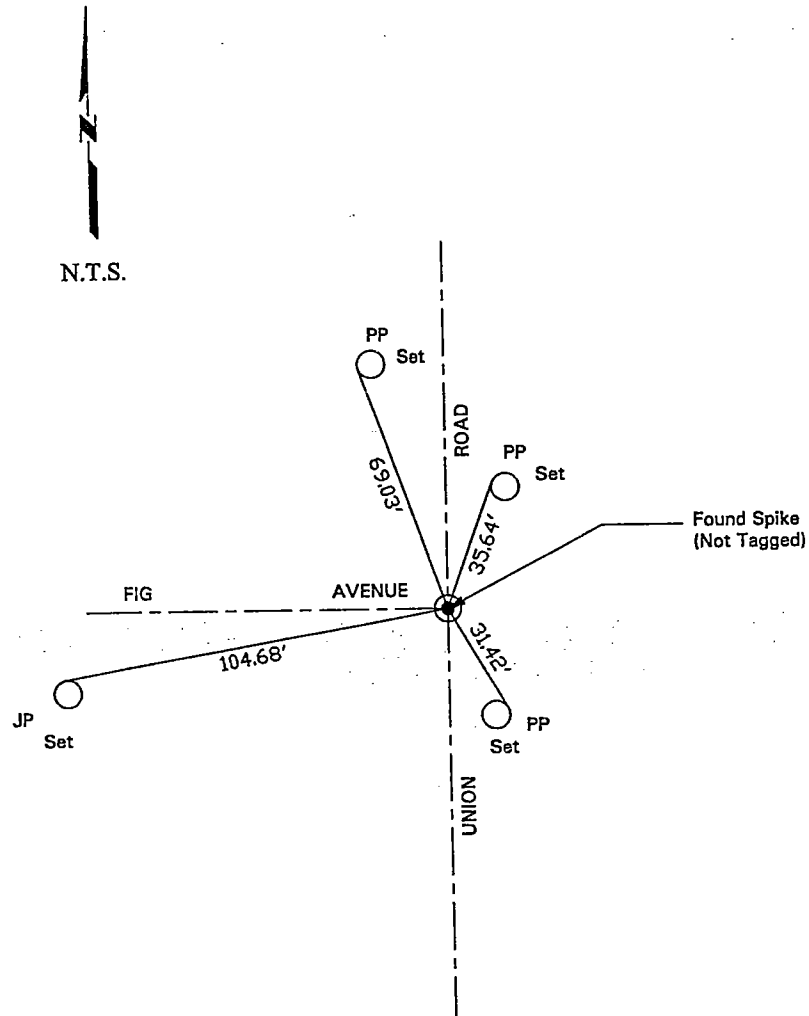 N
N.T.S.
PP
Set
ROAD
PP
Set
69.03'
35.64'
Found Spike
(Not Tagged)
FIG
AVENUE
31.42'
104.68'
JP
Set
PP
Set
UNION